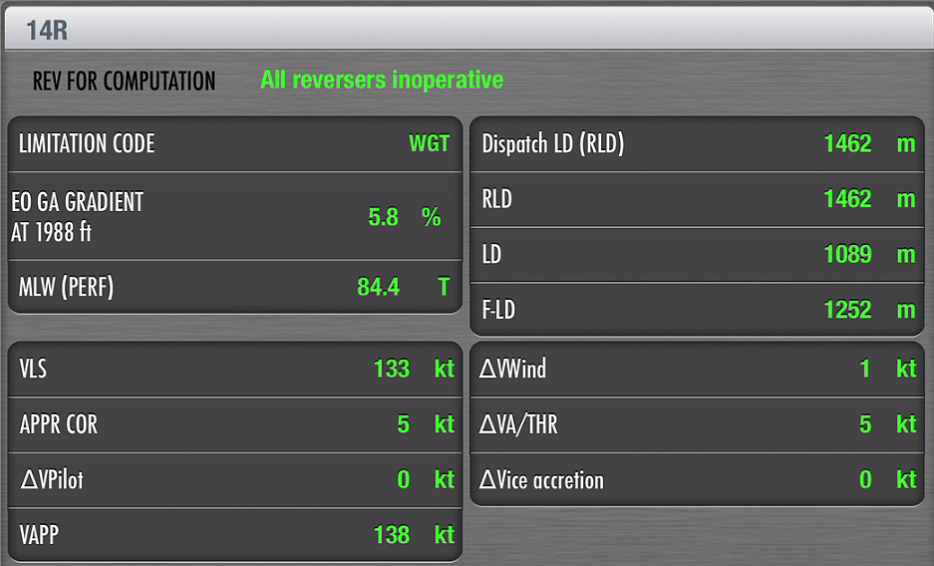 14R
REV FOR COMPUTATION All reversers inoperative
LIMITATION CODE WGT
EO GA GRADIENT
AT 1988 ft 5.8 %
MLW (PERF) 84.4 T
Dispatch LD (RLD) 1462 m
RLD 1462 m
LD 1089 m
F-LD 1252 m
VLS 133 kt
APPR COR 5 kt
ΔVPilot 0 kt
VAPP 138 kt
ΔVWind 1 kt
ΔVA/THR 5 kt
ΔVice accretion 0 kt